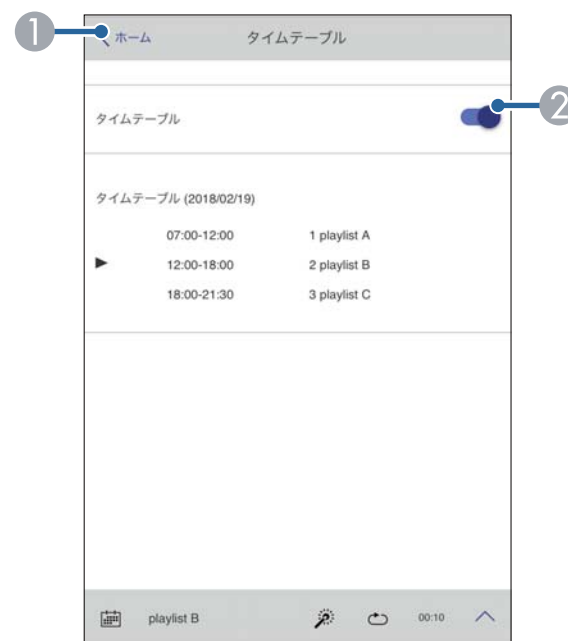 1
ホーム
タイムテーブル
2
タイムテーブル
タイムテーブル (2018/02/19)
07:00-12:00 1 playlist A
12:00-18:00 2 playlist B
18:00-21:30 3 playlist C
playlist B 00:10